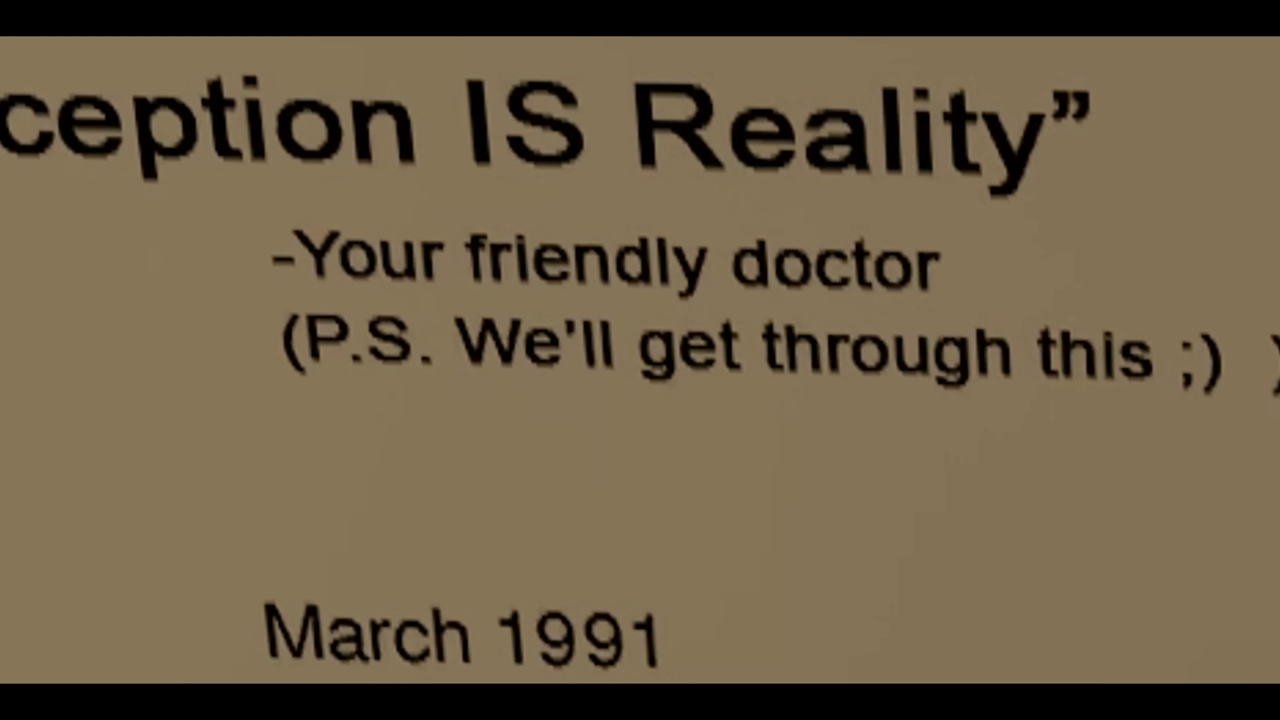 ception IS Reality”
-Your friendly doctor
(P.S. We'll get through this ;) )
March 1991